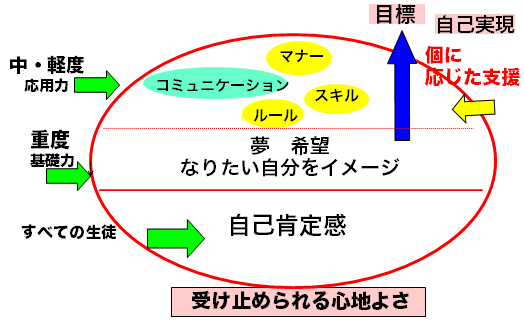 目標
自己実現
マナー
中・軽度
応用力
コミュニケーション
スキル
個に
応じた支援
ルール
重度
基礎力
夢　希望
なりたい自分をイメージ
すべての生徒
自己肯定感
受け止められる心地よさ